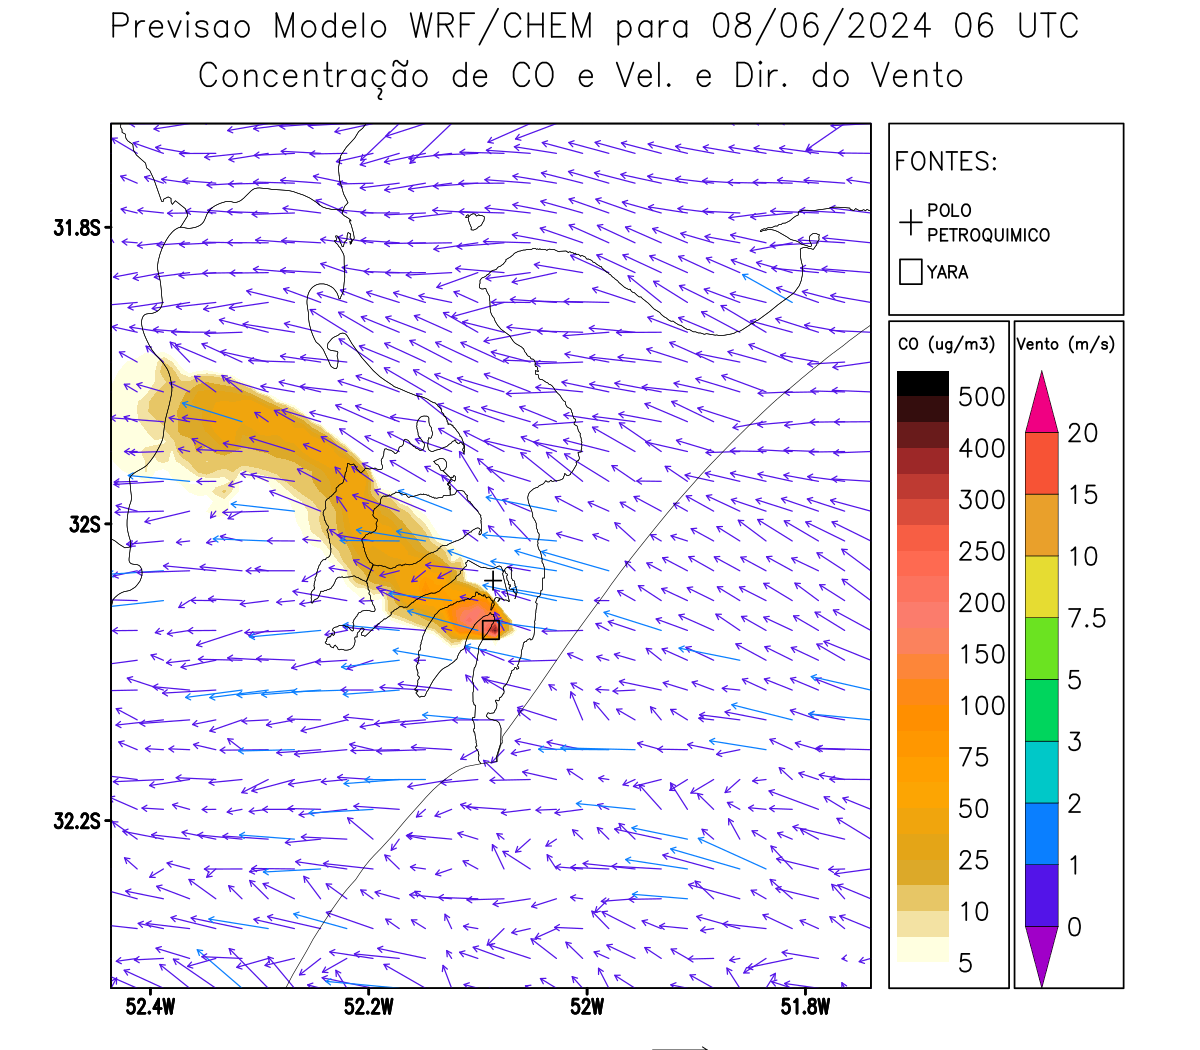 Previsao Modelo WRF/CHEM para 08/06/2024 06 UTC
Concentração de CO e Vel. e Dir. do Vento
FONTES:
POLO
PETROQUIMICO
YARA
CO (ug/m3)
500
400
300
250
200
150
100
75
50
25
10
5
Vento (m/s)
20
15
10
7.5
5
3
2
1
0
31.8S
32S
32.2S
52.4W
52.2W
52W
51.8W